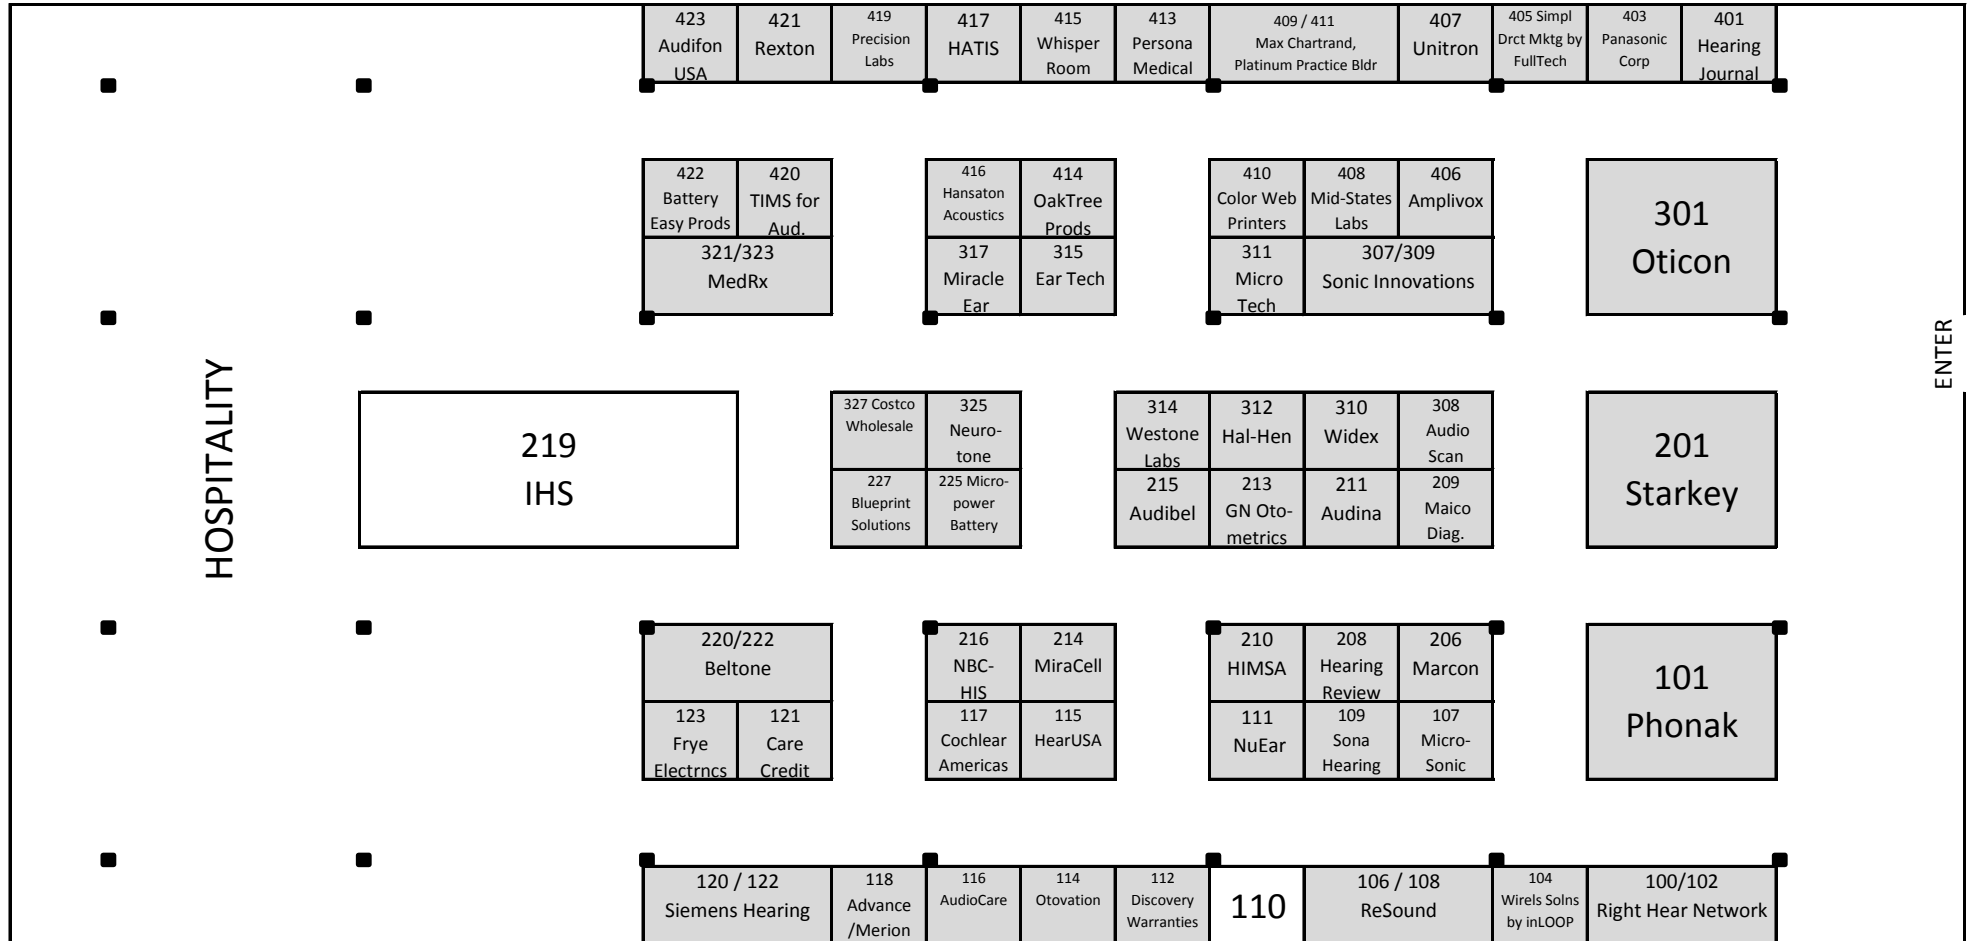 423
Audifon
USA
421
Rexton
419
Precision
Labs
417
HATIS
415
Whisper
Room
413
Persona
Medical
409 / 411
Max Chartrand,
Platinum Practice Bldr
407
Unitron
405 Simpl
Drct Mktg by
FullTech
403
Panasonic
Corp
401
Hearing
Journal
422
Battery
Easy Prods
420
TIMS for
Aud.
416
Hansaton
Acoustics
414
OakTree
Prods
410
Color Web
Printers
408
Mid-States
Labs
406
Amplivox
301
Oticon
321/323
MedRx
317
Miracle
Ear
315
Ear Tech
311
Micro
Tech
307/309
Sonic Innovations
ENTER
HOSPITALITY
219
IHS
327 Costco
Wholesale
325
Neuro-
tone
314
Westone
Labs
312
Hal-Hen
310
Widex
308
Audio
Scan
201
Starkey
227
Blueprint
Solutions
225 Micro-
power
Battery
215
Audibel
213
GN Oto-
metrics
211
Audina
209
Maico
Diag.
220/222
Beltone
216
NBC-
HIS
214
MiraCell
210
HIMSA
208
Hearing
Review
206
Marcon
101
Phonak
123
Frye
Electrncs
121
Care
Credit
117
Cochlear
Americas
115
HearUSA
111
NuEar
109
Sona
Hearing
107
Micro-
Sonic
120 / 122
Siemens Hearing
118
Advance
/Merion
116
AudioCare
114
Otovation
112
Discovery
Warranties
110
106 / 108
ReSound
104
Wirels Solns
by inLOOP
100/102
Right Hear Network